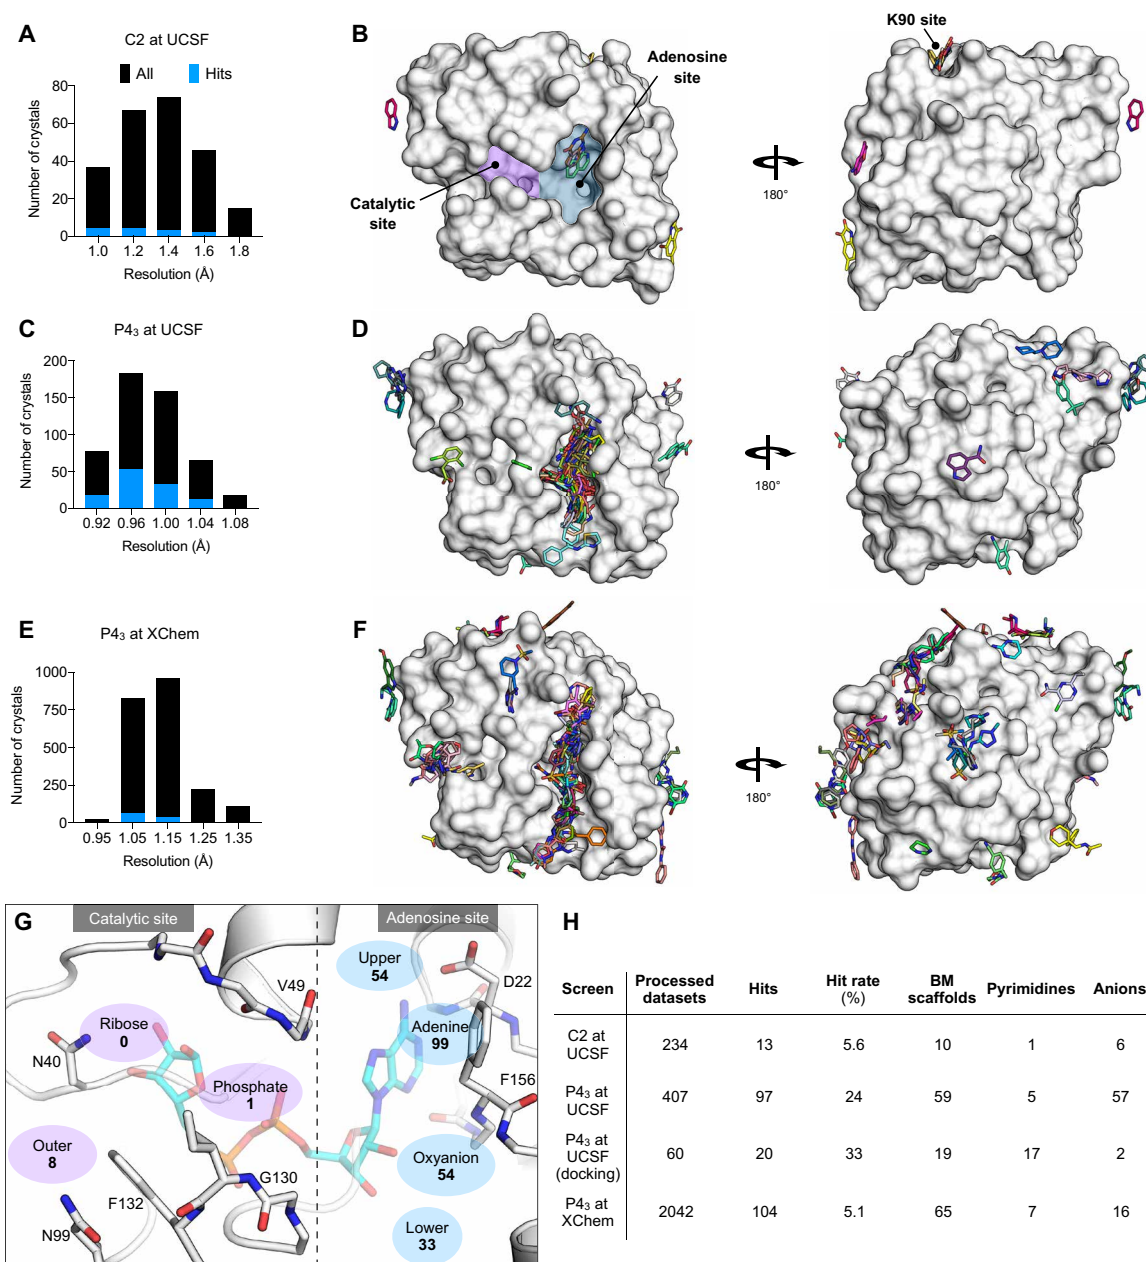 A
C2 at UCSF
All
Hits
Number of crystals
80
60
40
20
0
1.0 1.2 1.4 1.6 1.8
Resolution (Å)
B
Adenosine
site
Catalytic
site
180°
K90 site
C
P4₃ at UCSF
Number of crystals
200
150
100
50
0
0.92 0.96 1.00 1.04 1.08
Resolution (Å)
D
180°
E
P4₃ at XChem
Number of crystals
1000
750
500
250
0
0.95 1.05 1.15 1.25 1.35
Resolution (Å)
F
180°
G
Catalytic site
Adenosine site
Upper
54
D22
V49
Ribose
0
Adenine
99
N40
F156
Phosphate
1
Outer
8
Oxyanion
54
G130
F132
N99
Lower
33
H
Screen Processed datasets Hits Hit rate (%) BM scaffolds Pyrimidines Anions
C2 at UCSF 234 13 5.6 10 1 6
P4₃ at UCSF 407 97 24 59 5 57
P4₃ at UCSF (docking) 60 20 33 19 17 2
P4₃ at XChem 2042 104 5.1 65 7 16